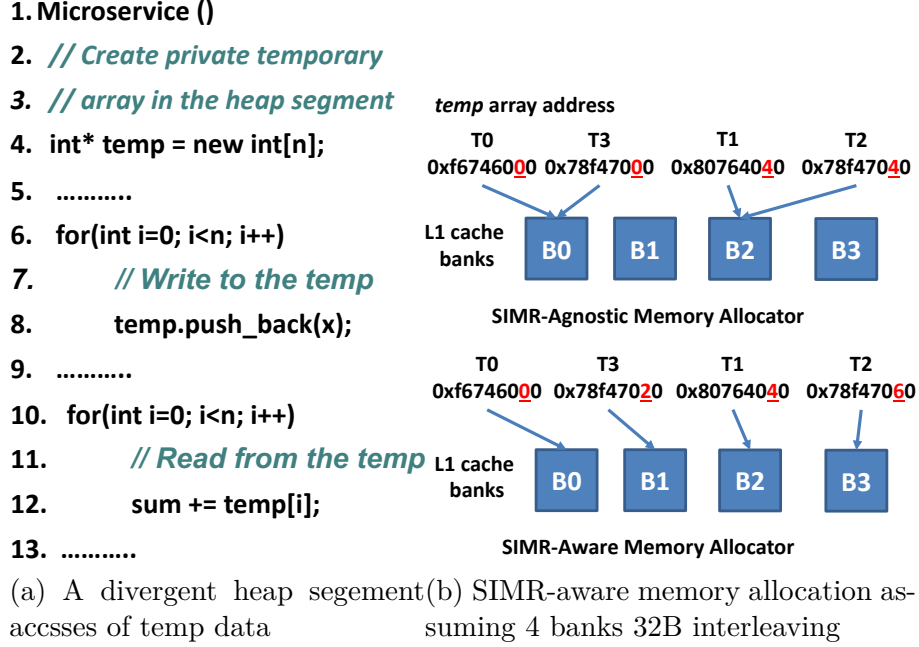 1. Microservice ()
2. // Create private temporary
3. // array in the heap segment
4. int* temp = new int[n];
5. ...........
6. for(int i=0; i<n; i++)
7. // Write to the temp
8. temp.push_back(x);
9. ...........
10. for(int i=0; i<n; i++)
11. // Read from the temp
12. sum += temp[i];
13. ...........
(a) A divergent heap segement
accsses of temp data
temp array address
T0 T3 T1 T2
0xf6746000 0x78f47000 0x80764040 0x78f47040
L1 cache
banks
B0 B1 B2 B3
SIMR-Agnostic Memory Allocator
T0 T3 T1 T2
0xf6746000 0x78f47020 0x80764040 0x78f47060
L1 cache
banks
B0 B1 B2 B3
SIMR-Aware Memory Allocator
(b) SIMR-aware memory allocation as-
suming 4 banks 32B interleaving